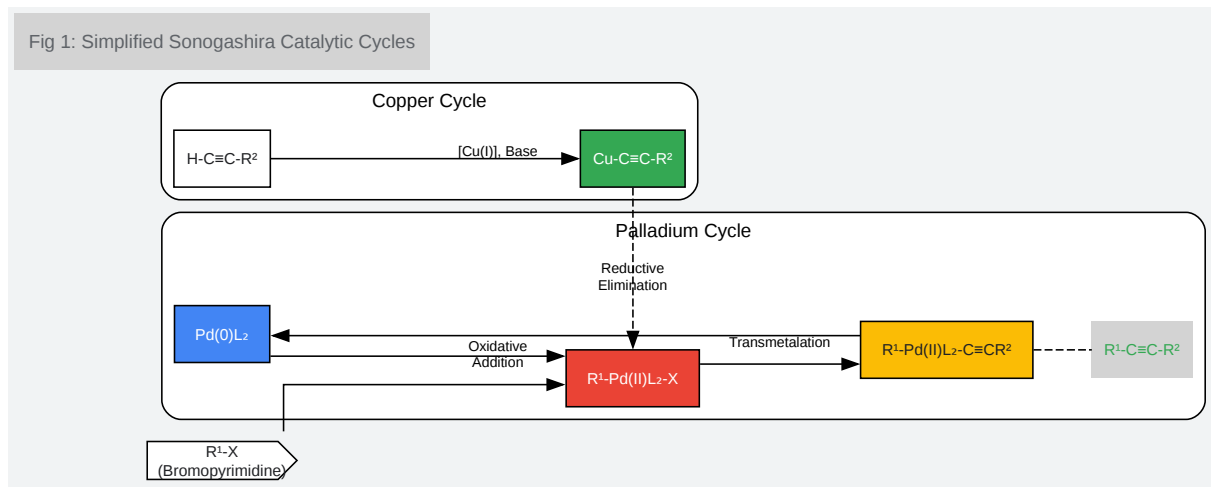 Fig 1: Simplified Sonogashira Catalytic Cycles
Copper Cycle
H-C≡C-R²
[Cu(I)], Base
Cu-C≡C-R²
Palladium Cycle
Reductive
Elimination
Pd(0)L₂
Oxidative
Addition
R¹-Pd(II)L₂-X
Transmetalation
R¹-Pd(II)L₂-C≡CR²
R¹-C≡C-R²
R¹-X
(Bromopyrimidine)